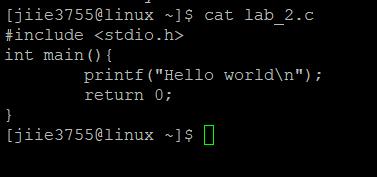 [jiie3755@linux ~]$ cat lab_2.c
#include <stdio.h>
int main(){
        printf("Hello world\n");
        return 0;
}
[jiie3755@linux ~]$